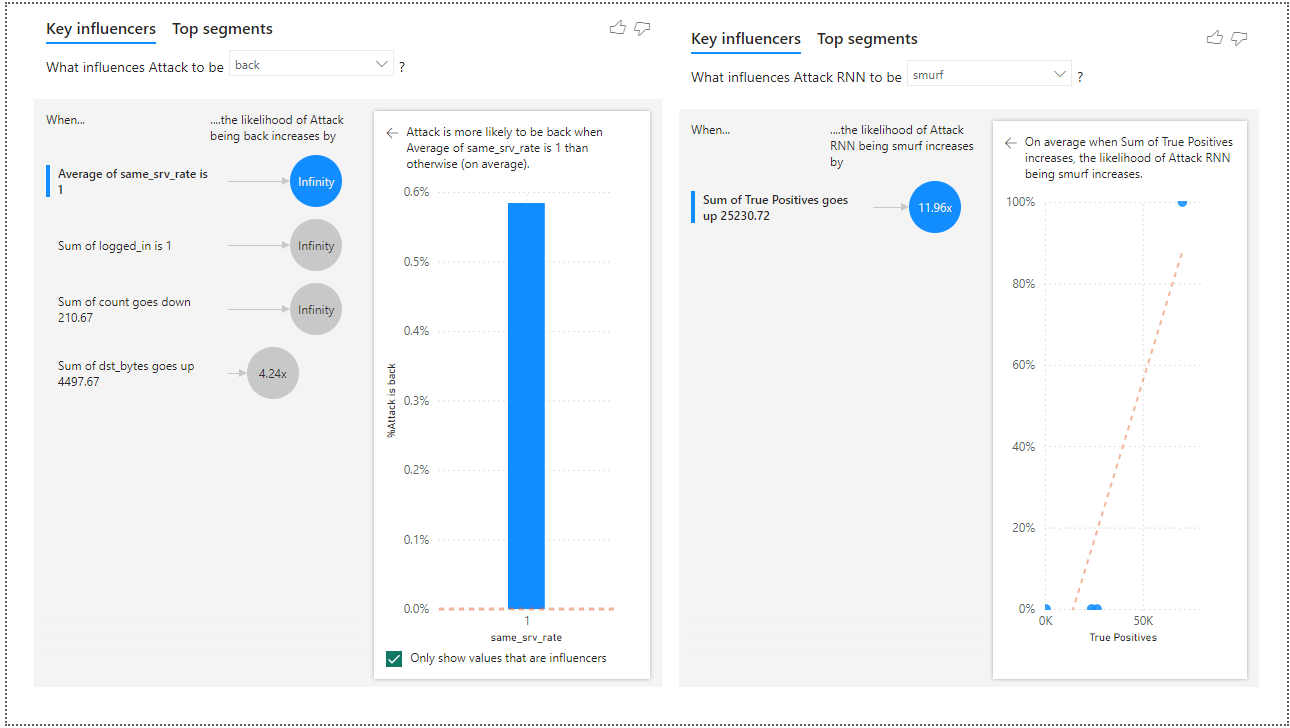 Key influencers Top segments
What influences Attack to be back ?
When...
....the likelihood of Attack
being back increases by
Average of same_srv_rate is
1
Infinity
Sum of logged_in is 1
Infinity
Sum of count goes down
210.67
Infinity
Sum of dst_bytes goes up
4497.67
4.24x
Attack is more likely to be back when
Average of same_srv_rate is 1 than
otherwise (on average).
0.6%
0.5%
0.4%
0.3%
0.2%
0.1%
0.0%
%Attack is back
1
same_srv_rate
Only show values that are influencers
Key influencers Top segments
What influences Attack RNN to be smurf ?
When...
....the likelihood of Attack
RNN being smurf increases
by
Sum of True Positives goes
up 25230.72
11.96x
On average when Sum of True Positives
increases, the likelihood of Attack RNN
being smurf increases.
100%
80%
60%
40%
20%
0%
0K 50K
True Positives